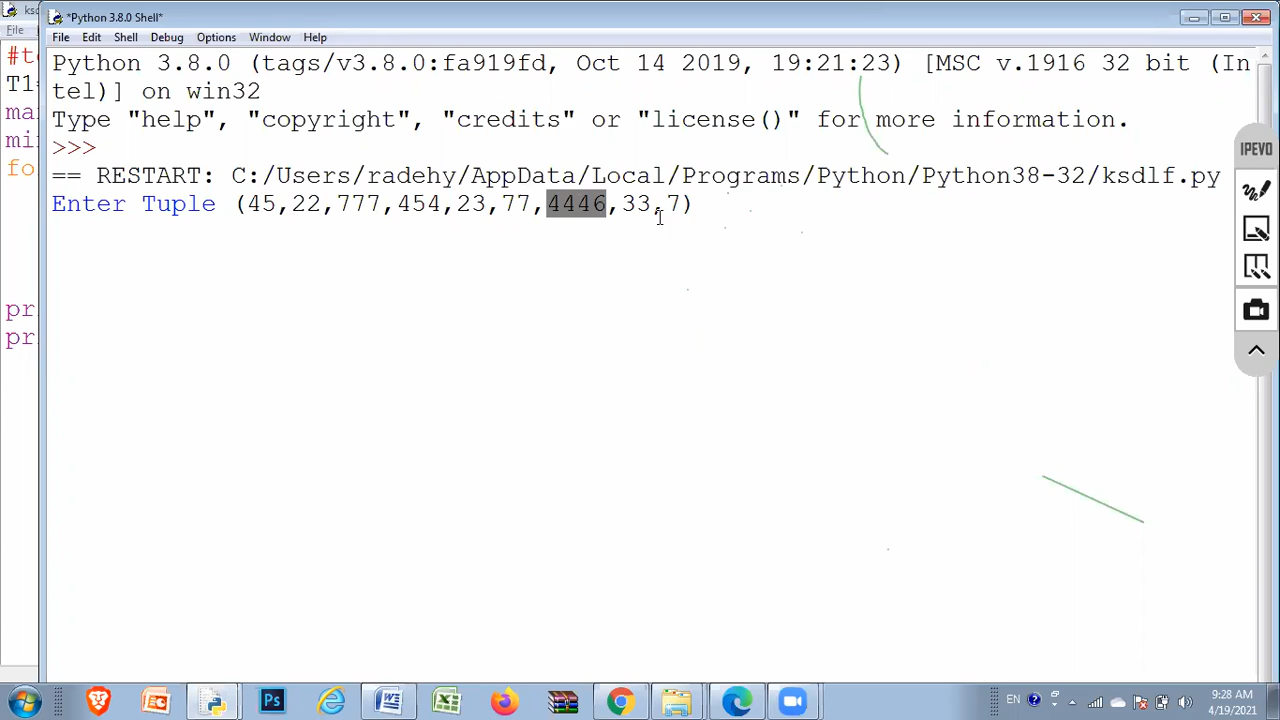 *Python 3.8.0 Shell*
File Edit Shell Debug Options Window Help
Python 3.8.0 (tags/v3.8.0:fa919fd, Oct 14 2019, 19:21:23) [MSC v.1916 32 bit (In
tel)] on win32
Type "help", "copyright", "credits" or "license()" for more information.
>>>
== RESTART: C:/Users/radehy/AppData/Local/Programs/Python/Python38-32/ksdlf.py
Enter Tuple (45,22,777,454,23,77,4446,33,7)
File
T1
IPEVO
Ps
EN
9:28 AM
4/19/2021